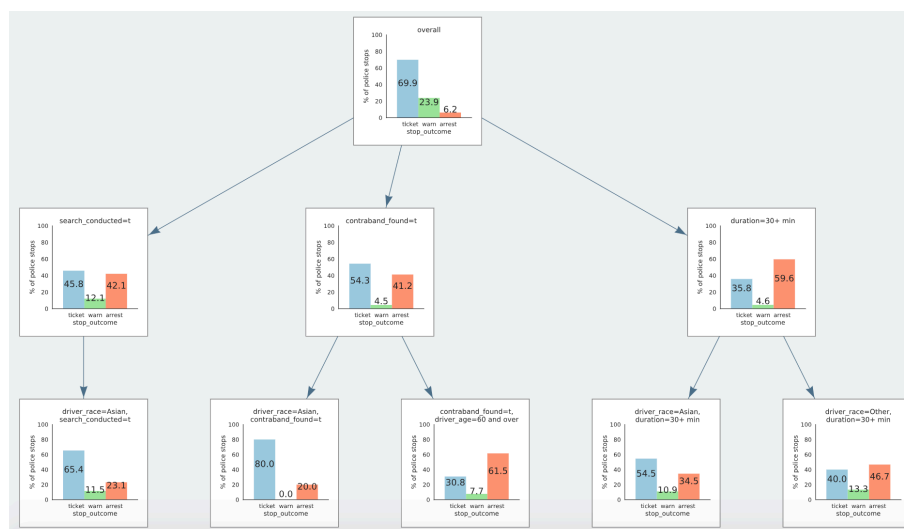 overall
% of police stops
100
80
60
40
20
0
69.9
23.9
6.2
ticket warn arrest
stop_outcome
search_conducted=t
% of police stops
100
80
60
40
20
0
45.8
12.1
42.1
ticket warn arrest
stop_outcome
contraband_found=t
% of police stops
100
80
60
40
20
0
54.3
4.5
41.2
ticket warn arrest
stop_outcome
duration=30+ min
% of police stops
100
80
60
40
20
0
35.8
4.6
59.6
ticket warn arrest
stop_outcome
driver_race=Asian,
search_conducted=t
% of police stops
100
80
60
40
20
0
65.4
11.5
23.1
ticket warn arrest
stop_outcome
driver_race=Asian,
contraband_found=t
% of police stops
100
80
60
40
20
0
80.0
0.0
20.0
ticket warn arrest
stop_outcome
contraband_found=t,
driver_age=60 and over
% of police stops
100
80
60
40
20
0
30.8
7.7
61.5
ticket warn arrest
stop_outcome
driver_race=Asian,
duration=30+ min
% of police stops
100
80
60
40
20
0
54.5
10.9
34.5
ticket warn arrest
stop_outcome
driver_race=Other,
duration=30+ min
% of police stops
100
80
60
40
20
0
40.0
13.3
46.7
ticket warn arrest
stop_outcome